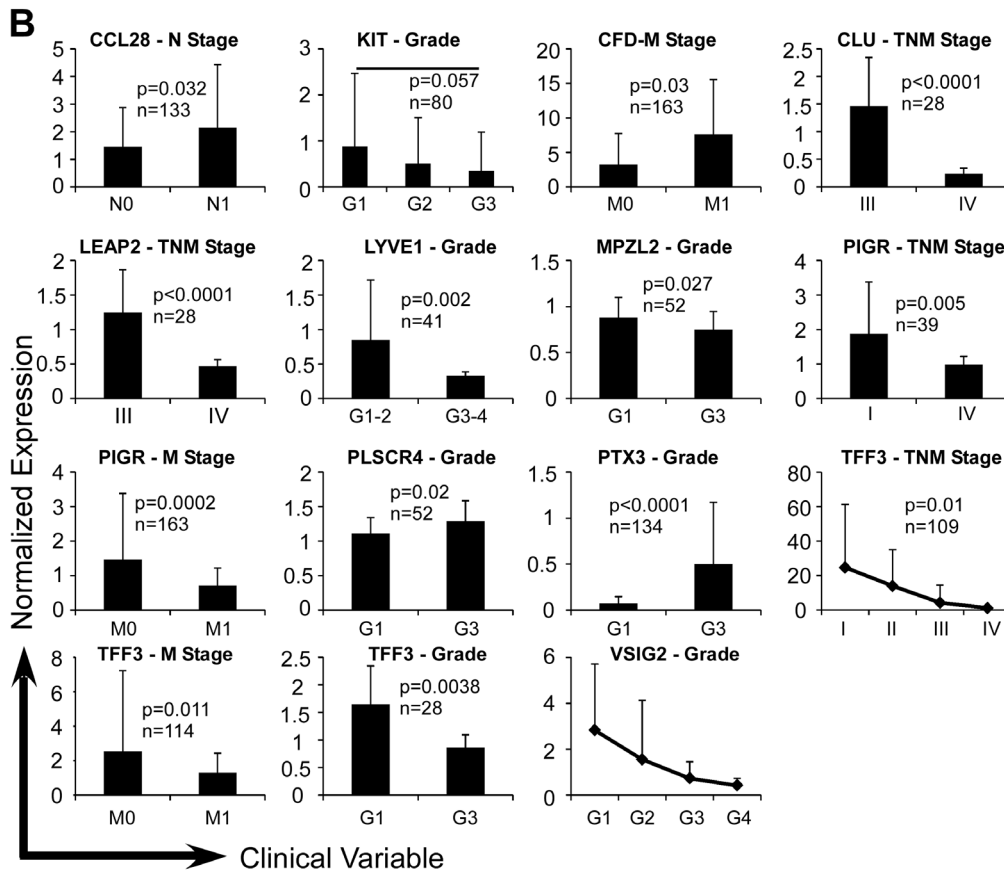 B
CCL28 - N Stage
5
4
3
2
1
0
p=0.032
n=133
N0
N1
KIT - Grade
3
2
1
0
p=0.057
n=80
G1
G2
G3
CFD-M Stage
20
15
10
5
0
p=0.03
n=163
M0
M1
CLU - TNM Stage
2.5
2
1.5
1
0.5
0
p<0.0001
n=28
III
IV
LEAP2 - TNM Stage
2
1.5
1
0.5
0
p<0.0001
n=28
III
IV
LYVE1 - Grade
2
1.5
1
0.5
0
p=0.002
n=41
G1-2
G3-4
MPZL2 - Grade
1.5
1
0.5
0
p=0.027
n=52
G1
G3
PIGR - TNM Stage
4
3
2
1
0
p=0.005
n=39
I
IV
PIGR - M Stage
4
3
2
1
0
p=0.0002
n=163
M0
M1
PLSCR4 - Grade
2
1.5
1
0.5
0
p=0.02
n=52
G1
G3
PTX3 - Grade
1.5
1
0.5
0
p<0.0001
n=134
G1
G3
TFF3 - TNM Stage
80
60
40
20
0
p=0.01
n=109
I
II
III
IV
TFF3 - M Stage
8
6
4
2
0
p=0.011
n=114
M0
M1
TFF3 - Grade
2.5
2
1.5
1
0.5
0
p=0.0038
n=28
G1
G3
VSIG2 - Grade
6
4
2
0
G1
G2
G3
G4
Normalized Expression
Clinical Variable